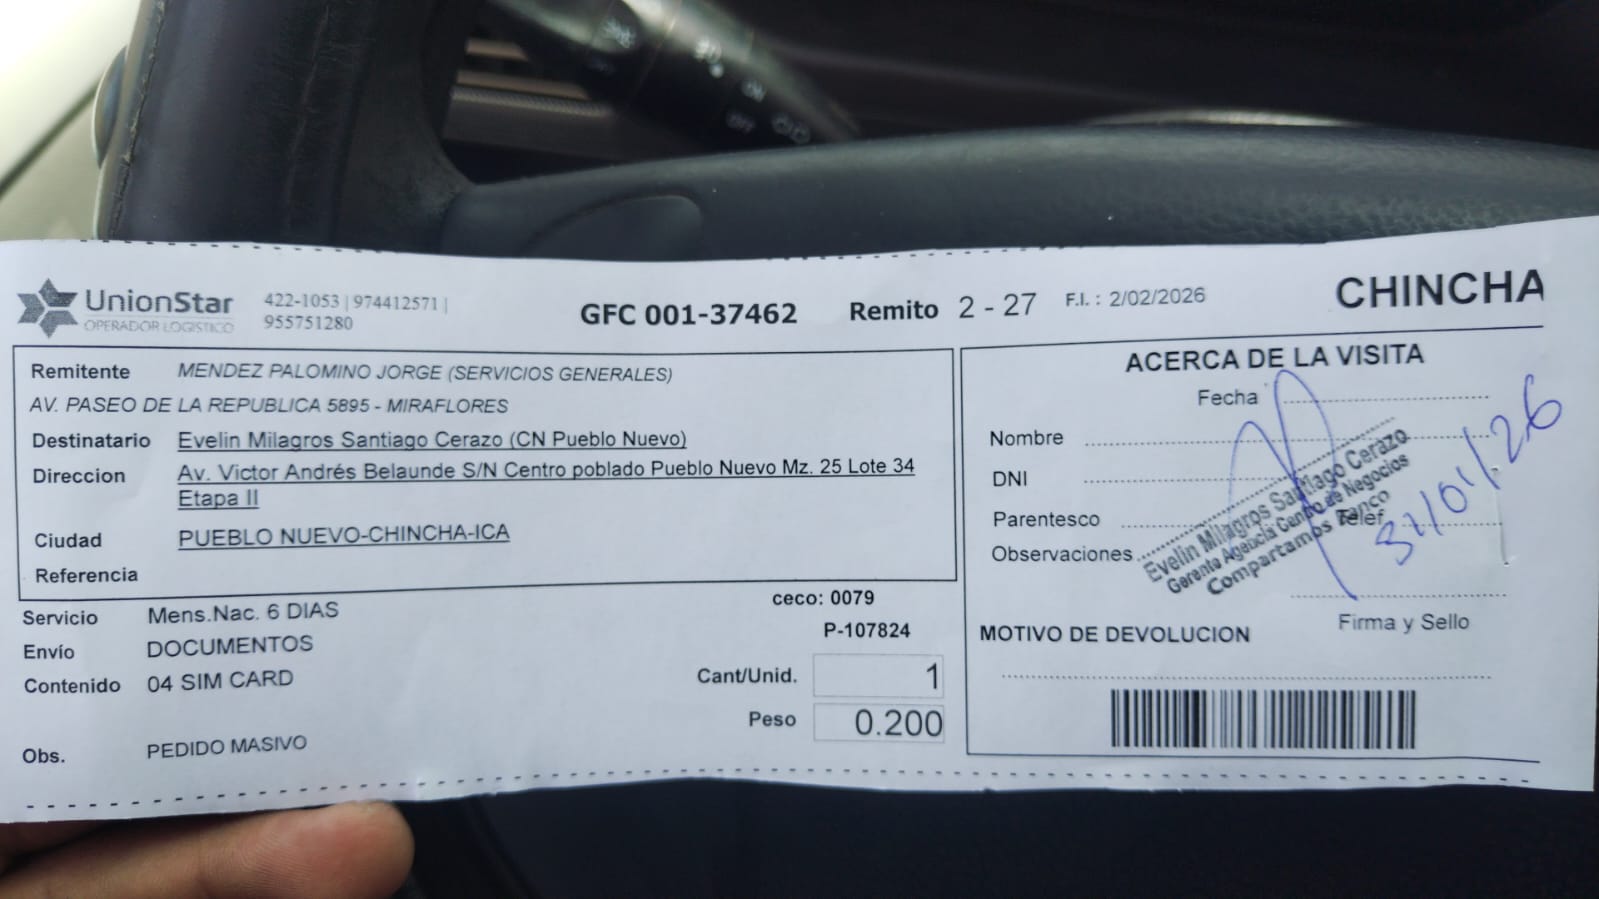 UnionStar
OPERADOR LOGISTICO
422-1053 | 974412571 |
955751280
GFC 001-37462
Remito 2 - 27
F.I. : 2/02/2026
CHINCHA
Remitente MENDEZ PALOMINO JORGE (SERVICIOS GENERALES)
AV. PASEO DE LA REPUBLICA 5895 - MIRAFLORES
Destinatario Evelin Milagros Santiago Cerazo (CN Pueblo Nuevo)
Direccion Av. Victor Andrés Belaunde S/N Centro poblado Pueblo Nuevo Mz. 25 Lote 34
Etapa II
Ciudad PUEBLO NUEVO-CHINCHA-ICA
Referencia
Servicio Mens.Nac. 6 DIAS
Envío DOCUMENTOS
Contenido 04 SIM CARD
Obs. PEDIDO MASIVO
ceco: 0079
P-107824
Cant/Unid. 1
Peso 0.200
ACERCA DE LA VISITA
Fecha
Nombre
DNI
Parentesco
Telef.
Observaciones
Evelin Milagros Santiago Cerazo
Gerente Agencia Centro de Negocios
Compartamos Banco
31/01/26
Firma y Sello
MOTIVO DE DEVOLUCION